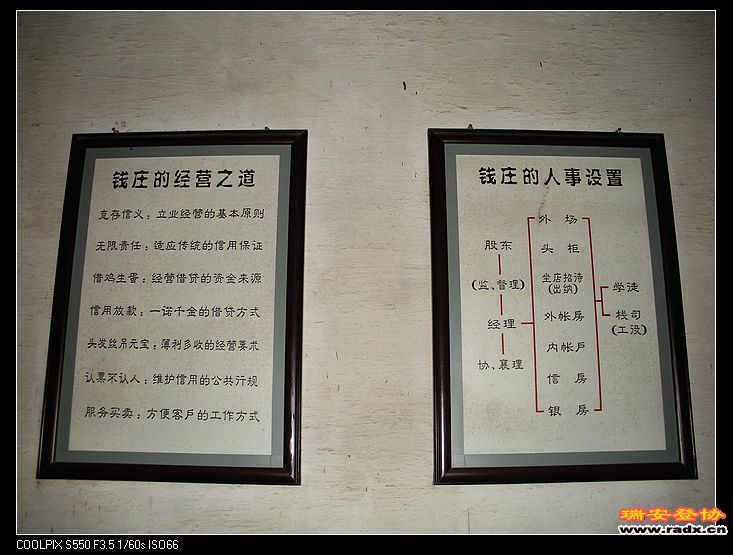 钱庄的经营之道
克存信义：立业经营的基本原则
无限责任：适应传统的信用保证
借鸡生蛋：经营借贷的资金来源
信用放款：一诺千金的借贷方式
头发丝吊元宝：薄利多收的经营要求
认票不认人：维护信用的公共行规
服务买卖：方便客户的工作方式
钱庄的人事设置
股东
(监、督理)
经理
协、襄理
外 场
头 柜
坐店招待
(出纳)
外帐房
内帐户
信 房
银 房
学徒
栈司
(工役)
瑞安登协
www.radx.cn
COOLPIX S550 F3.5 1/60s ISO66